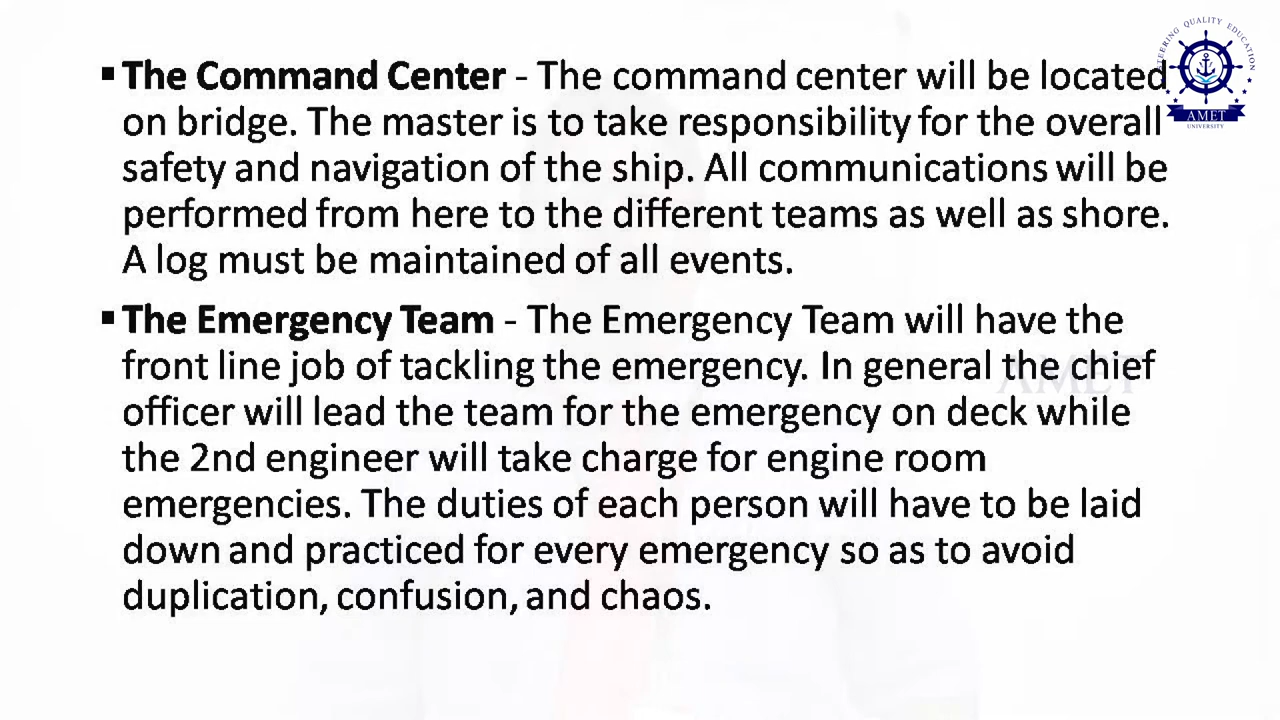 ▪The Command Center - The command center will be located
on bridge. The master is to take responsibility for the overall
safety and navigation of the ship. All communications will be
performed from here to the different teams as well as shore.
A log must be maintained of all events.
▪The Emergency Team - The Emergency Team will have the
front line job of tackling the emergency. In general the chief
officer will lead the team for the emergency on deck while
the 2nd engineer will take charge for engine room
emergencies. The duties of each person will have to be laid
down and practiced for every emergency so as to avoid
duplication, confusion, and chaos.
QUALITY EDUCATION
AMET
UNIVERSITY
AMET